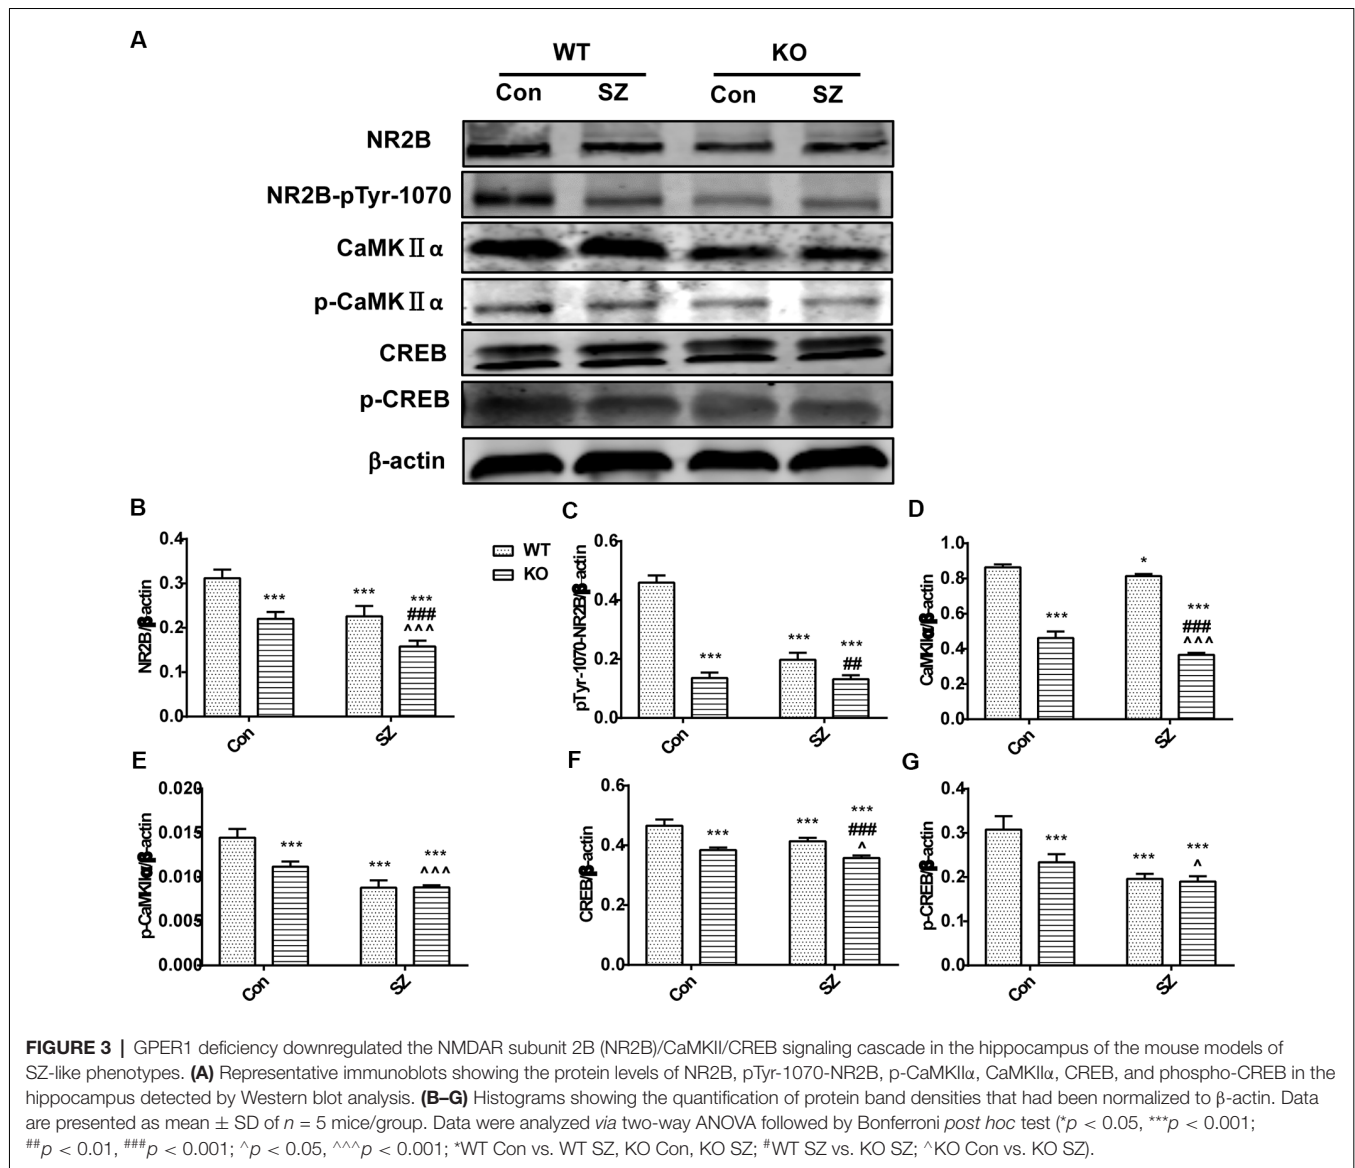 A
WT KO
Con SZ Con SZ
NR2B
NR2B-pTyr-1070
CaMKⅡα
p-CaMKⅡα
CREB
p-CREB
β-actin
B
NR2B/β-actin
0.4
0.3
0.2
0.1
0.0
***
***
***
###
^^^
Con SZ
WT
KO
C
pTyr-1070-NR2B/β-actin
0.6
0.4
0.2
0.0
***
***
***
##
Con SZ
D
CaMKIIα/β-actin
1.0
0.8
0.6
0.4
0.2
0.0
***
*
***
###
^^^
Con SZ
E
p-CaMKIIα/β-actin
0.020
0.015
0.010
0.005
0.000
***
***
***
^^^
Con SZ
F
CREB/β-actin
0.6
0.4
0.2
0.0
***
***
***
###
^
Con SZ
G
p-CREB/β-actin
0.4
0.3
0.2
0.1
0.0
***
***
***
^
Con SZ
FIGURE 3 | GPER1 deficiency downregulated the NMDAR subunit 2B (NR2B)/CaMKII/CREB signaling cascade in the hippocampus of the mouse models of
SZ-like phenotypes. (A) Representative immunoblots showing the protein levels of NR2B, pTyr-1070-NR2B, p-CaMKIIα, CaMKIIα, CREB, and phospho-CREB in the
hippocampus detected by Western blot analysis. (B–G) Histograms showing the quantification of protein band densities that had been normalized to β-actin. Data
are presented as mean ± SD of n = 5 mice/group. Data were analyzed via two-way ANOVA followed by Bonferroni post hoc test (*p < 0.05, ***p < 0.001;
##p < 0.01, ###p < 0.001; ^p < 0.05, ^^^p < 0.001; *WT Con vs. WT SZ, KO Con, KO SZ; #WT SZ vs. KO SZ; ^KO Con vs. KO SZ).